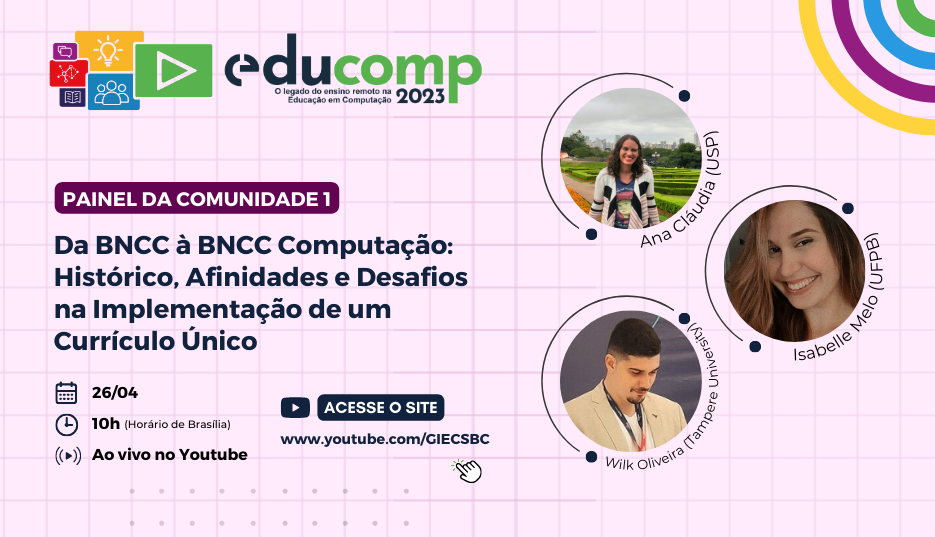 educomp
O legado do ensino remoto na
Educação em Computação 2023
PAINEL DA COMUNIDADE 1
Da BNCC à BNCC Computação:
Histórico, Afinidades e Desafios
na Implementação de um
Currículo Único
26/04
10h (Horário de Brasília)
Ao vivo no Youtube
ACESSE O SITE
www.youtube.com/GIECSBC
Ana Cláudia (USP)
Isabelle Melo (UFPB)
Wilk Oliveira (Tampere University)